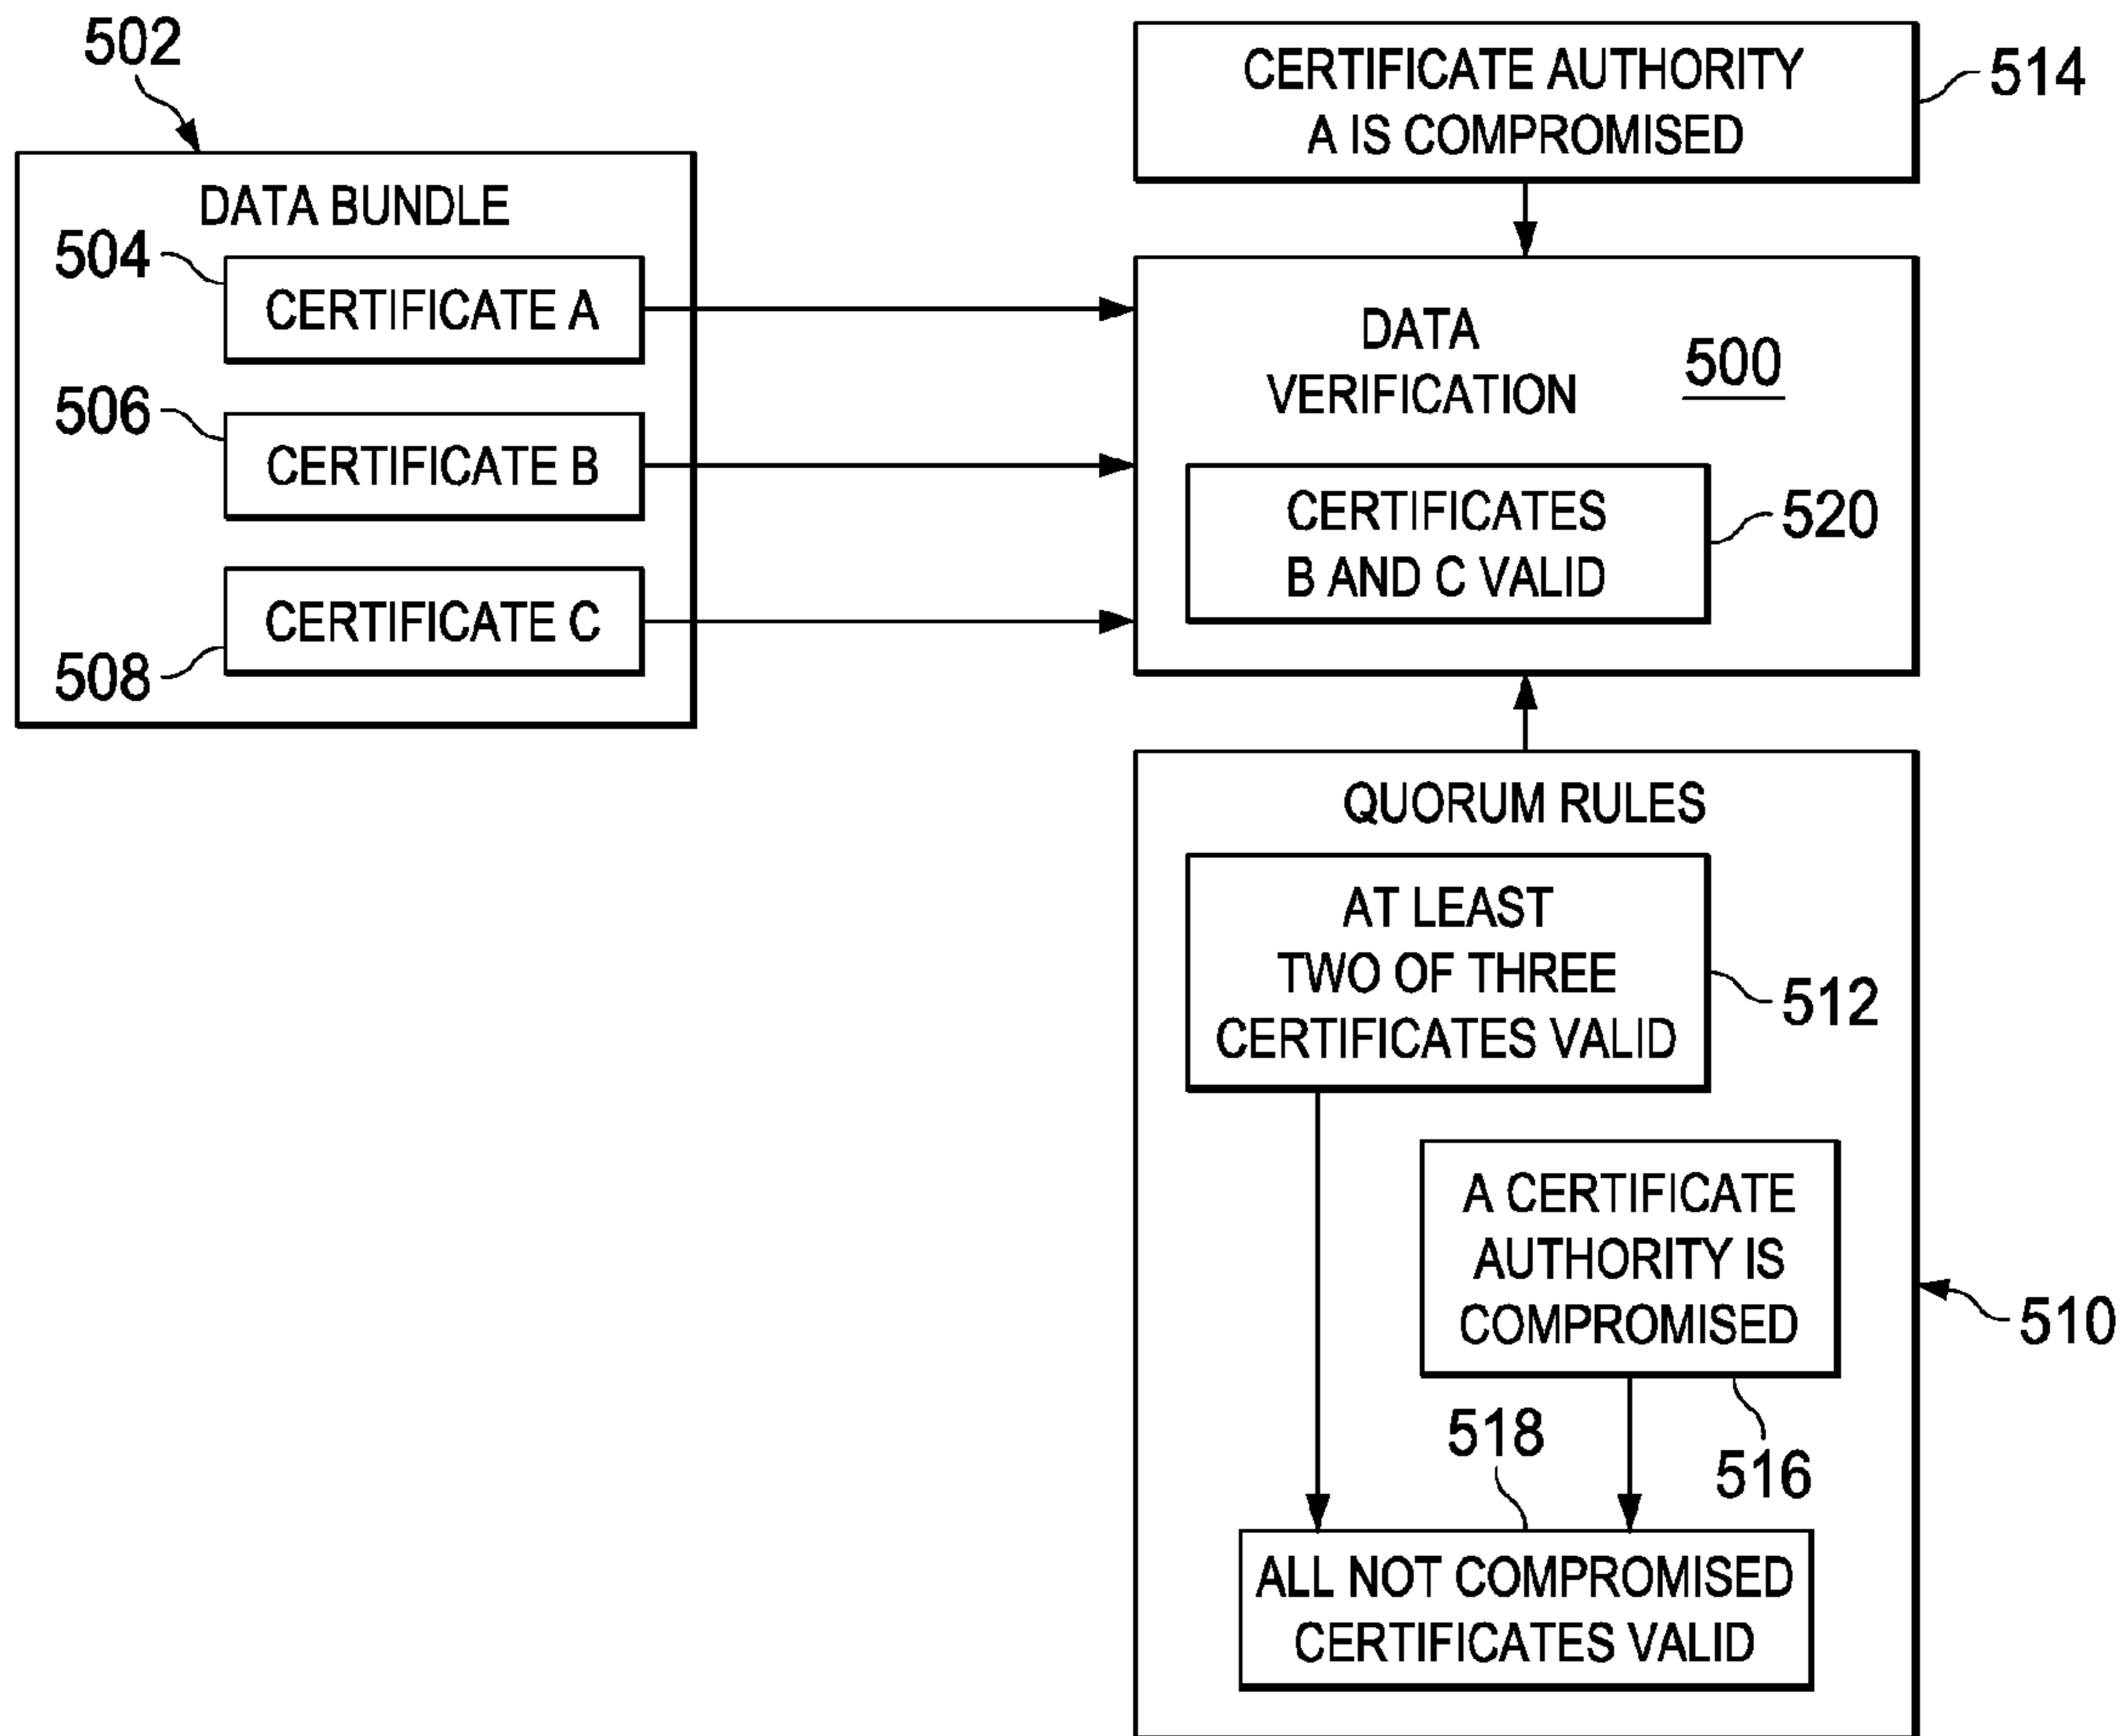 502
DATA BUNDLE
504
CERTIFICATE A
506
CERTIFICATE B
508
CERTIFICATE C
CERTIFICATE AUTHORITY
A IS COMPROMISED
514
DATA
VERIFICATION
500
CERTIFICATES
B AND C VALID
520
QUORUM RULES
AT LEAST
TWO OF THREE
CERTIFICATES VALID
512
A CERTIFICATE
AUTHORITY IS
COMPROMISED
510
516
518
ALL NOT COMPROMISED
CERTIFICATES VALID